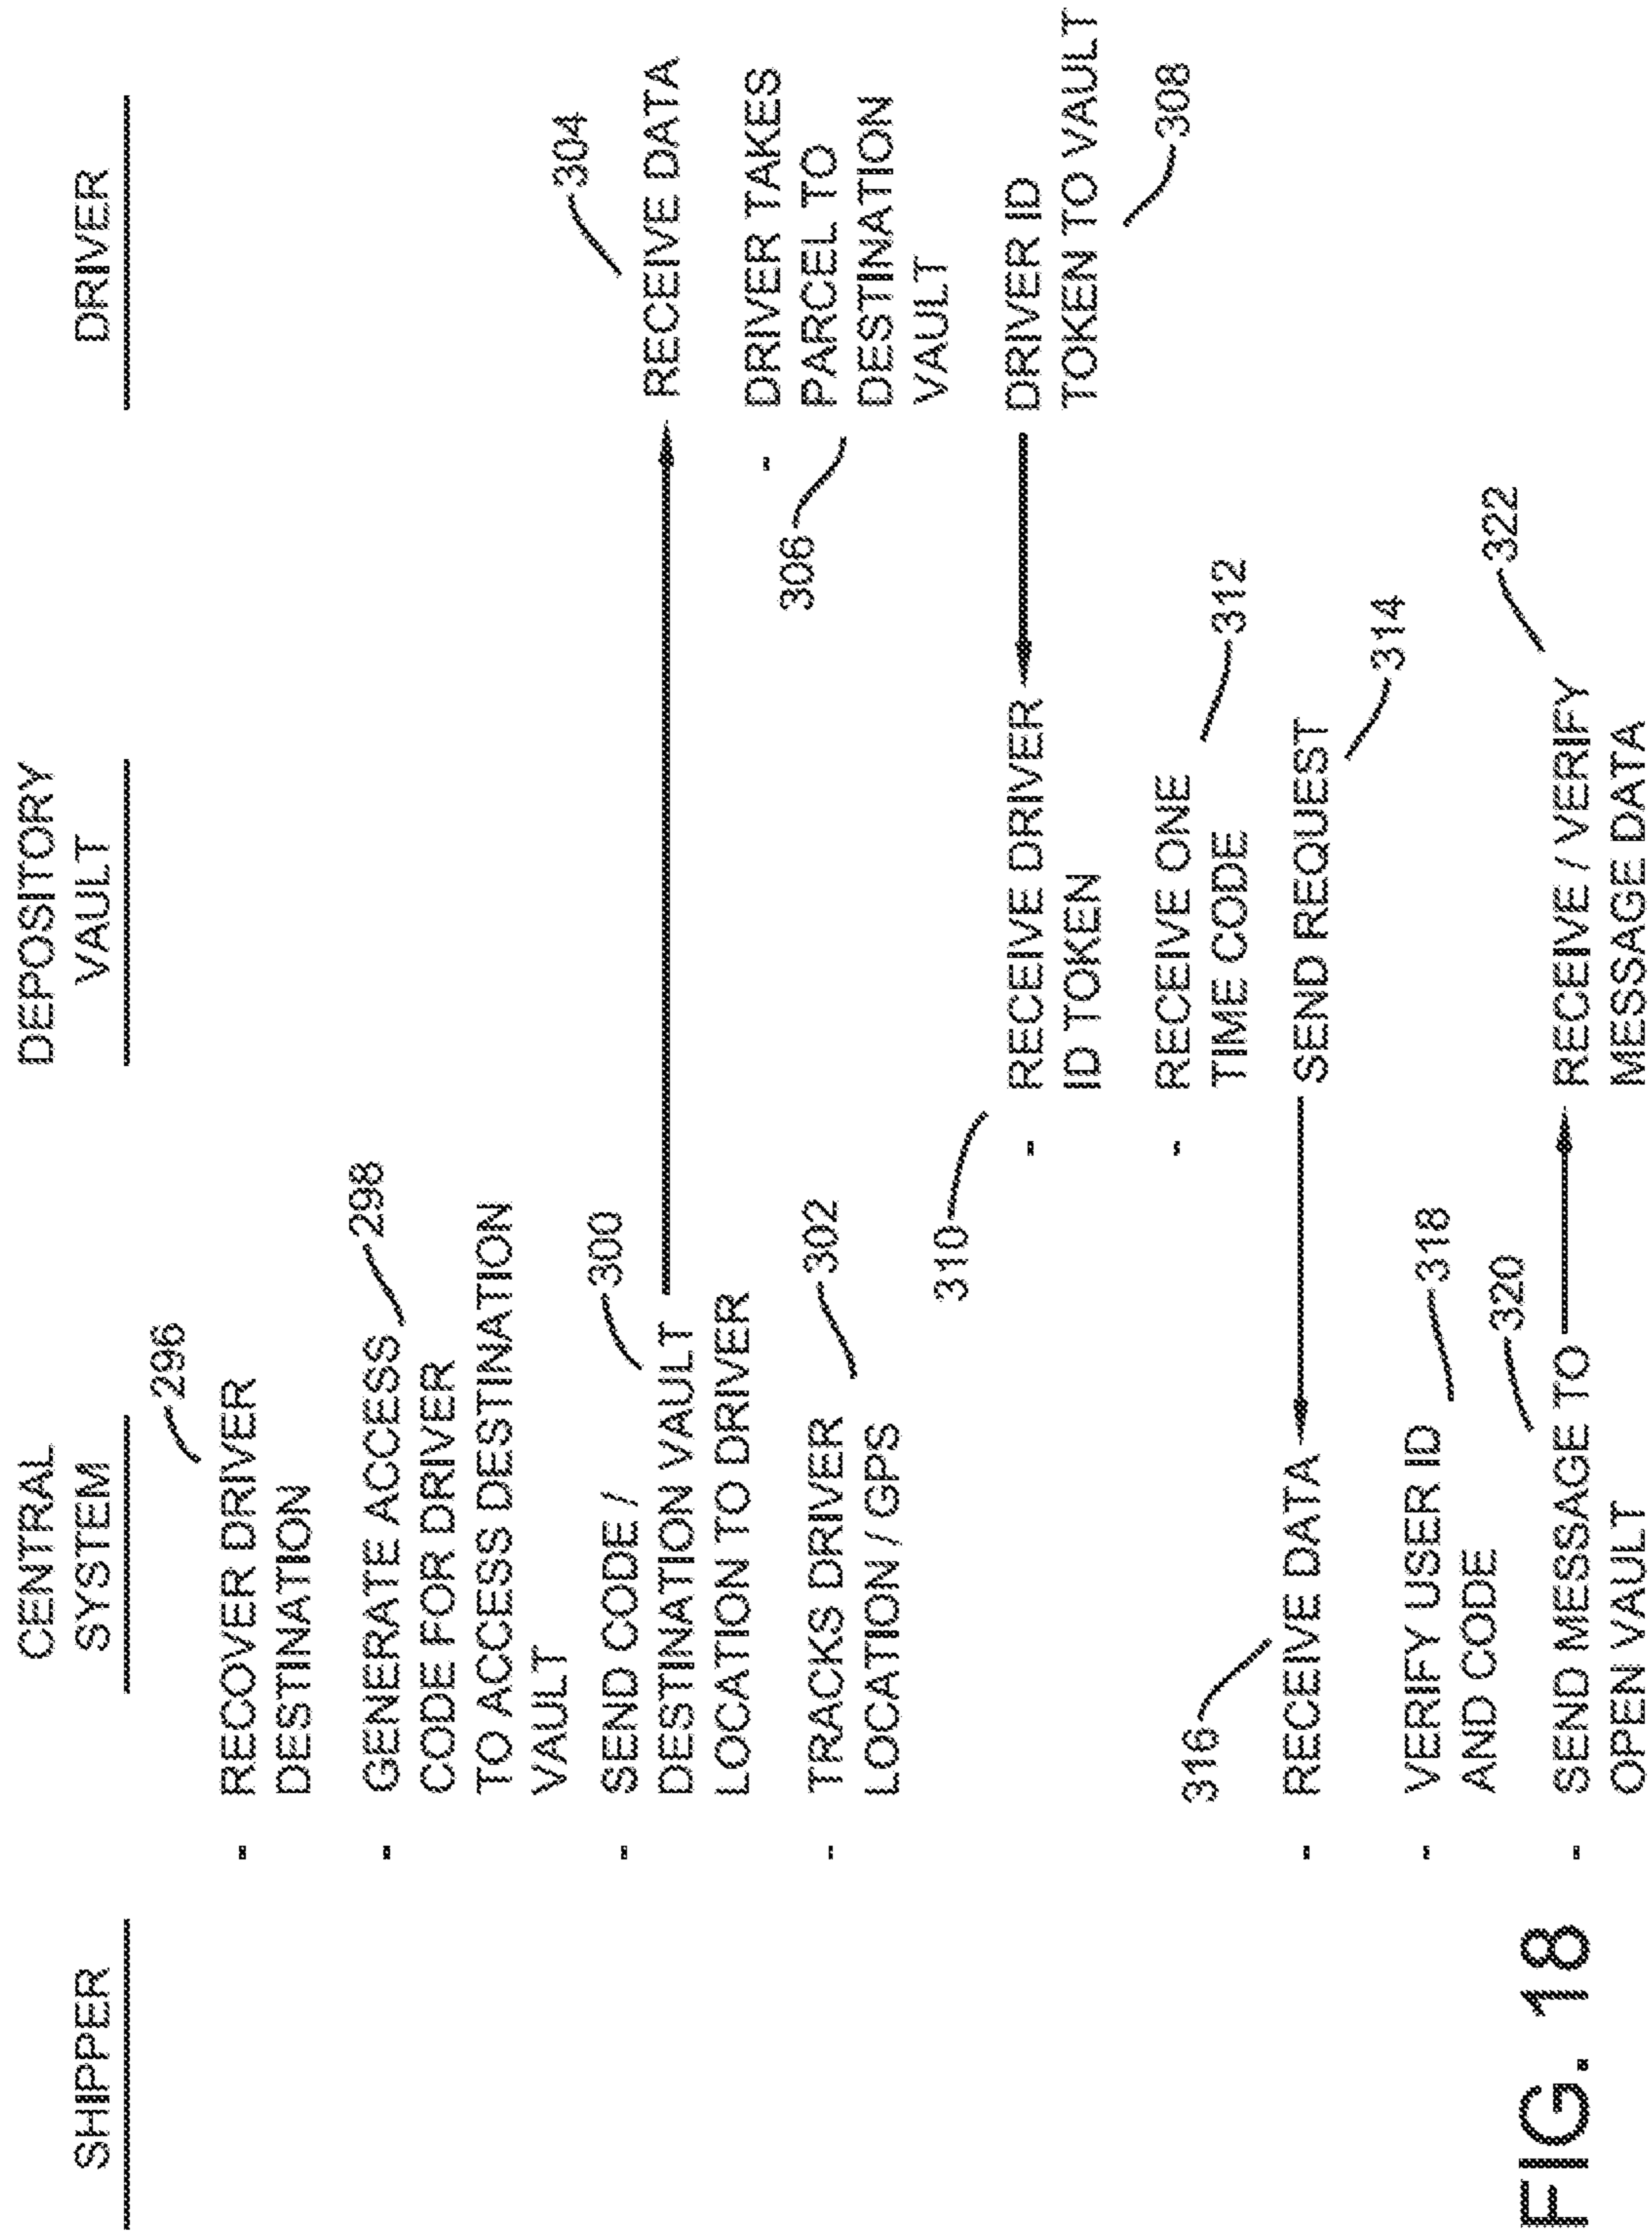 SHIPPER
CENTRAL
SYSTEM
DEPOSITORY
VAULT
DRIVER
296
- RECOVER DRIVER
DESTINATION
298
- GENERATE ACCESS
CODE FOR DRIVER
TO ACCESS DESTINATION
VAULT
300
- SEND CODE /
DESTINATION VAULT
LOCATION TO DRIVER
304
RECEIVE DATA
302
- TRACKS DRIVER
LOCATION / GPS
306
- DRIVER TAKES
PARCEL TO
DESTINATION
VAULT
DRIVER ID
TOKEN TO VAULT
308
310
- RECEIVE DRIVER
ID TOKEN
312
- RECEIVE ONE
TIME CODE
SEND REQUEST
314
316
- RECEIVE DATA
318
- VERIFY USER ID
AND CODE
320
- SEND MESSAGE TO
OPEN VAULT
322
RECEIVE / VERIFY
MESSAGE DATA
FIG. 18